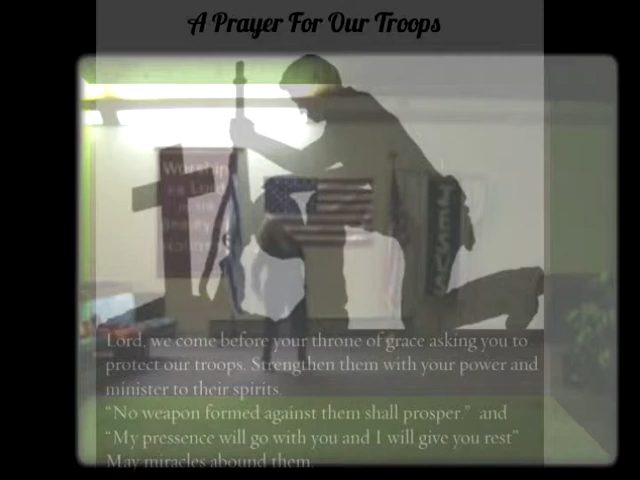 A Prayer For Our Troops
Worship
Lord, we come before your throne of grace asking you to
protect our troops. Strengthen them with your power and
minister to their spirits.
"No weapon formed against them shall prosper." and
"My pressence will go with you and I will give you rest"
May miracles abound them.